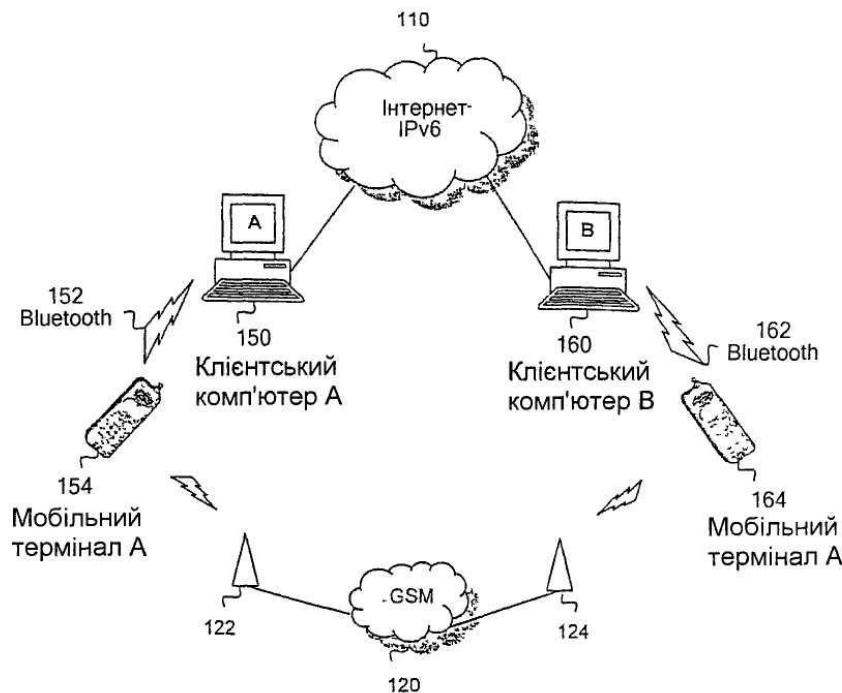 110
Інтернет-
IPv6
A
B
152
Bluetooth
150
Клієнтський
комп'ютер А
160
Клієнтський
комп'ютер В
162
Bluetooth
154
Мобільний
термінал А
164
Мобільний
термінал А
122
GSM
124
120